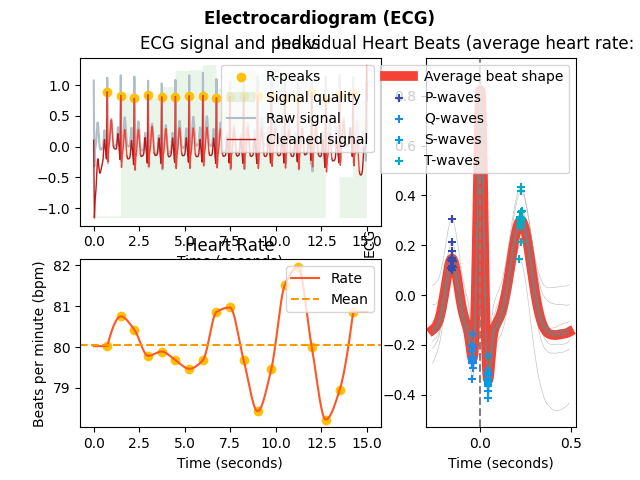 Electrocardiogram (ECG)
ECG signal and peaks
Individual Heart Beats (average heart rate:
R-peaks
Signal quality
Raw signal
Cleaned signal
1.0
0.5
0.0
−0.5
−1.0
0.0 2.5 5.0 7.5 10.0 12.5 15.0
Time (seconds)
Heart Rate
Rate
Mean
82
81
80
79
Beats per minute (bpm)
0.0 2.5 5.0 7.5 10.0 12.5 15.0
Time (seconds)
Average beat shape
P-waves
Q-waves
S-waves
T-waves
ECG
0.8
0.6
0.4
0.2
0.0
−0.2
−0.4
0.0 0.5
Time (seconds)